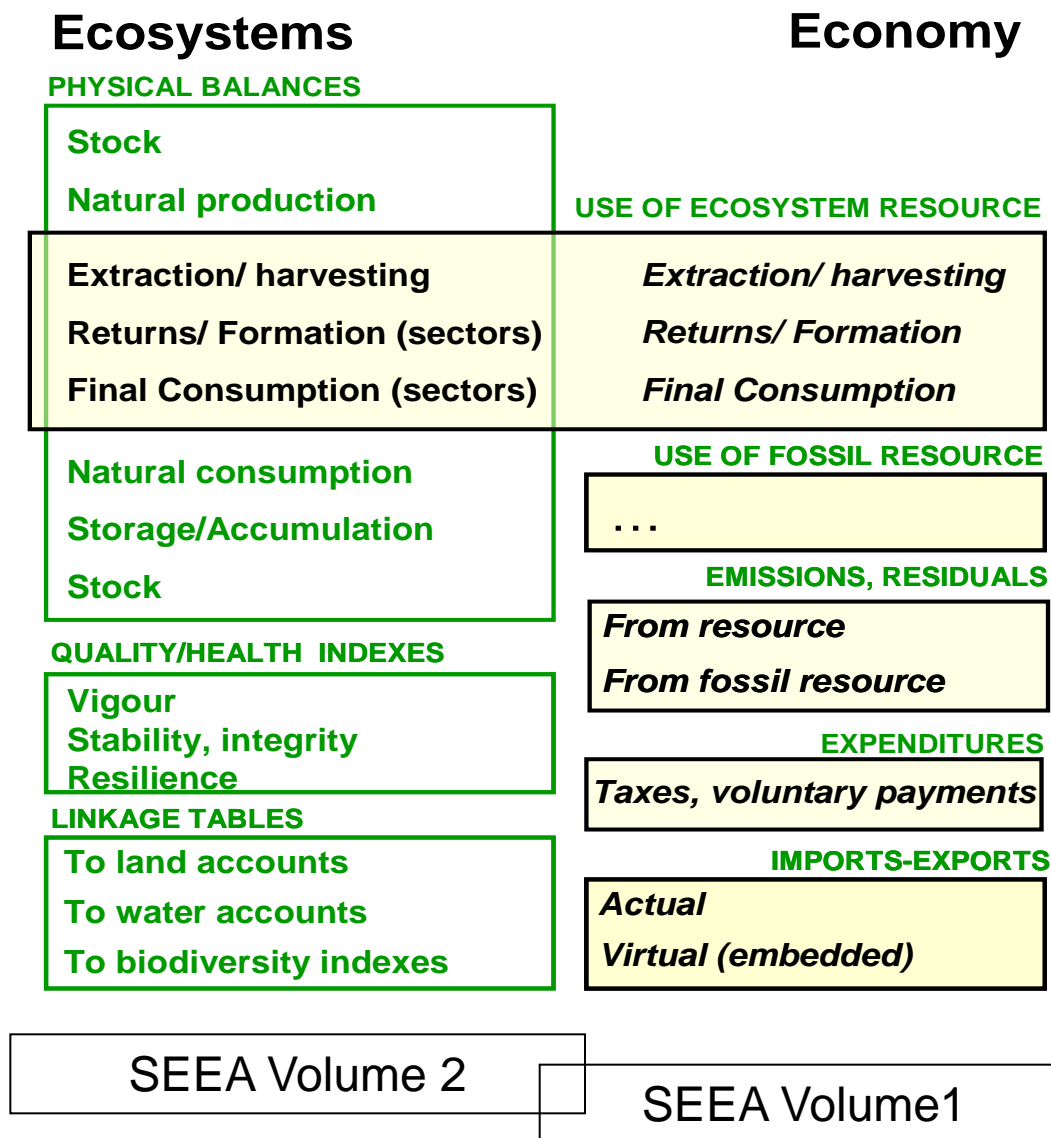 Ecosystems
PHYSICAL BALANCES
Stock
Natural production
Extraction/ harvesting
Returns/ Formation (sectors)
Final Consumption (sectors)
Natural consumption
Storage/Accumulation
Stock
QUALITY/HEALTH INDEXES
Vigour
Stability, integrity
Resilience
LINKAGE TABLES
To land accounts
To water accounts
To biodiversity indexes
SEEA Volume 2
Economy
USE OF ECOSYSTEM RESOURCE
Extraction/ harvesting
Returns/ Formation
Final Consumption
USE OF FOSSIL RESOURCE
...
EMISSIONS, RESIDUALS
From resource
From fossil resource
EXPENDITURES
Taxes, voluntary payments
IMPORTS-EXPORTS
Actual
Virtual (embedded)
SEEA Volume1